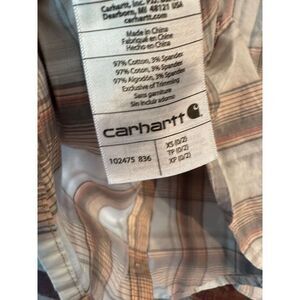 Carhartt, Inc.
Dearborn, MI 48121 USA
carhartt.com
Made in China
Fabriqué en Chine
Hecho en China
97% Cotton, 3% Spandex
97% Coton, 3% Spandex
97% Algodón, 3% Spandex
Exclusive of Trimming
Sans garniture
Sin incluir adorno
carhartt
102475 836
XS (0/2)
TP (0/2)
XP (0/2)